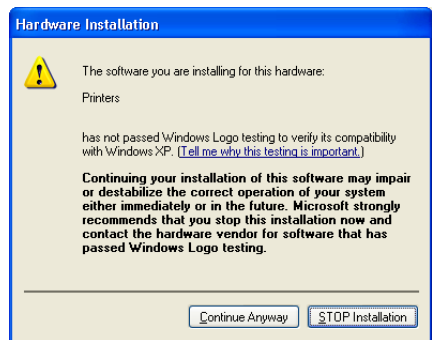 Hardware Installation
The software you are installing for this hardware:
Printers
has not passed Windows Logo testing to verify its compatibility
with Windows XP. (Tell me why this testing is important.)
Continuing your installation of this software may impair
or destabilize the correct operation of your system
either immediately or in the future. Microsoft strongly
recommends that you stop this installation now and
contact the hardware vendor for software that has
passed Windows Logo testing.
Continue Anyway
STOP Installation